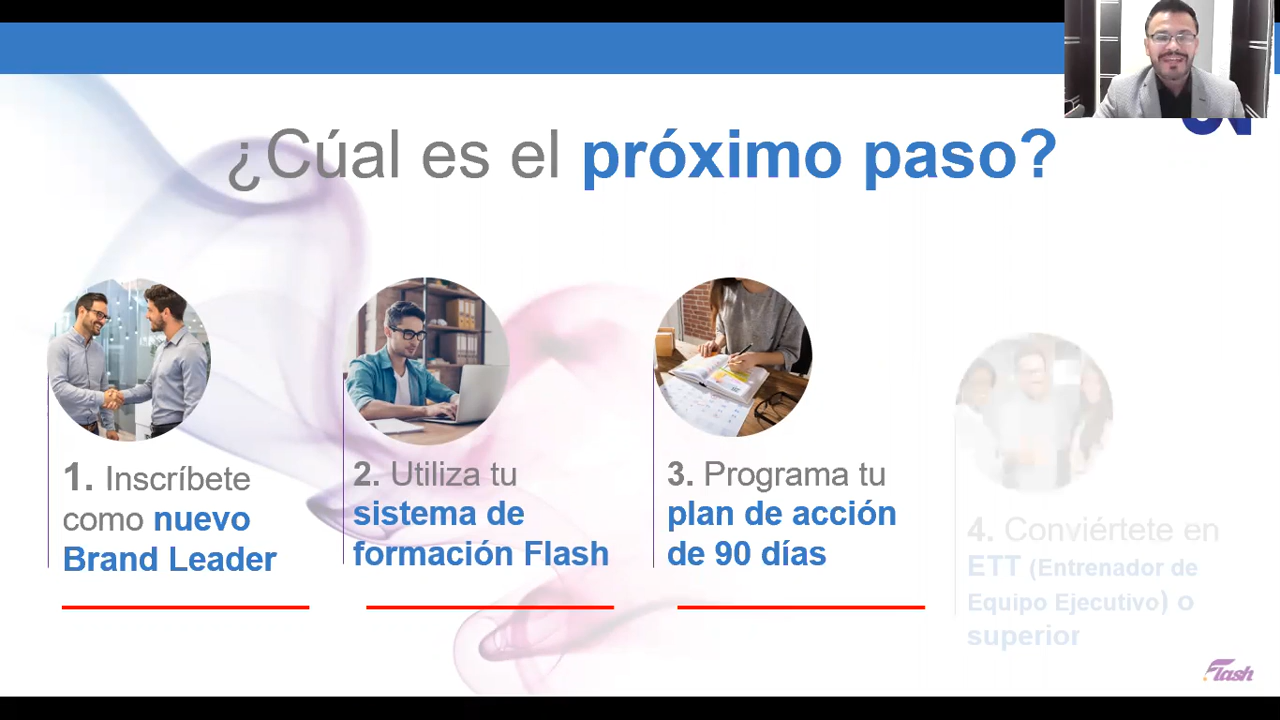 ¿Cúal es el próximo paso?
1. Inscríbete
como nuevo
Brand Leader
2. Utiliza tu
sistema de
formación Flash
3. Programa tu
plan de acción
de 90 días
4. Conviértete en
ETT (Entrenador de
Equipo Ejecutivo) o
superior
Flash